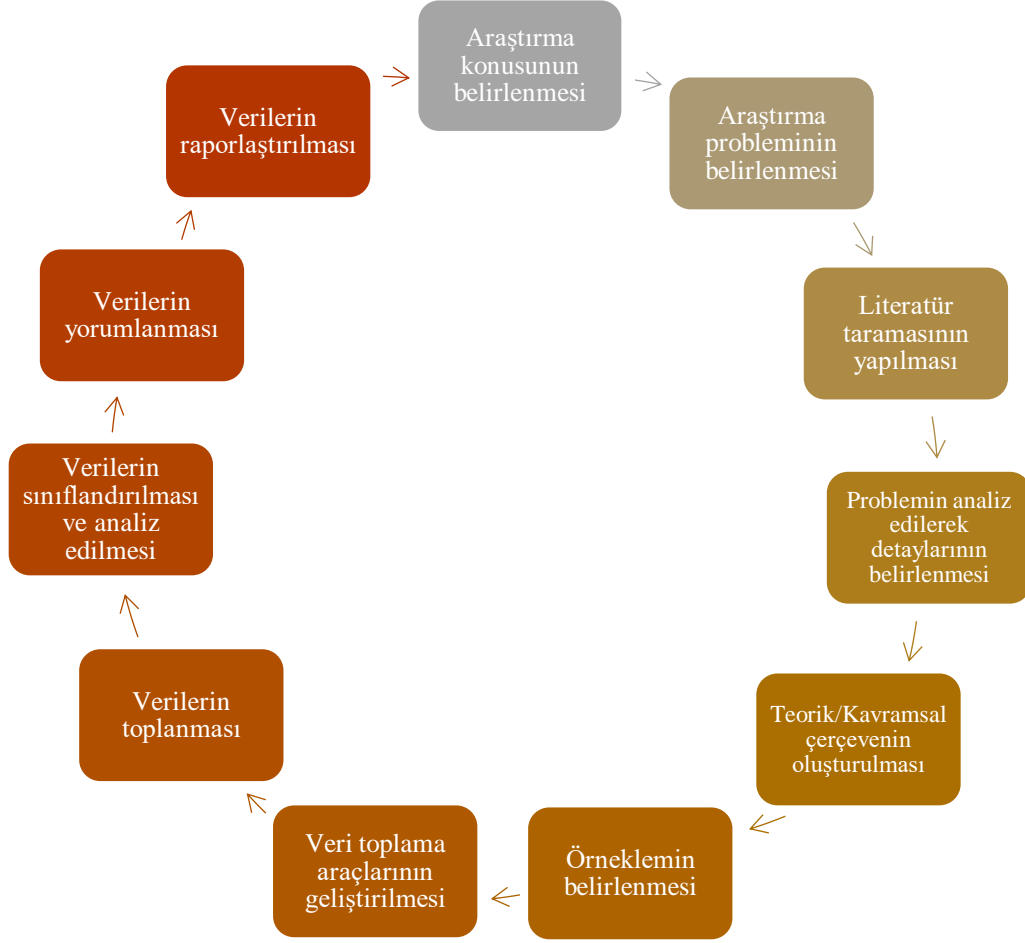 Araştırma
konusunun
belirlenmesi
Araştırma
probleminin
belirlenmesi
Literatür
taramasının
yapılması
Problemin analiz
edilerek
detaylarının
belirlenmesi
Teorik/Kavramsal
çerçevenin
oluşturulması
Örneklemin
belirlenmesi
Veri toplama
araçlarının
geliştirilmesi
Verilerin
toplanması
Verilerin
sınıflandırılması
ve analiz
edilmesi
Verilerin
yorumlanması
Verilerin
raporlaştırılması